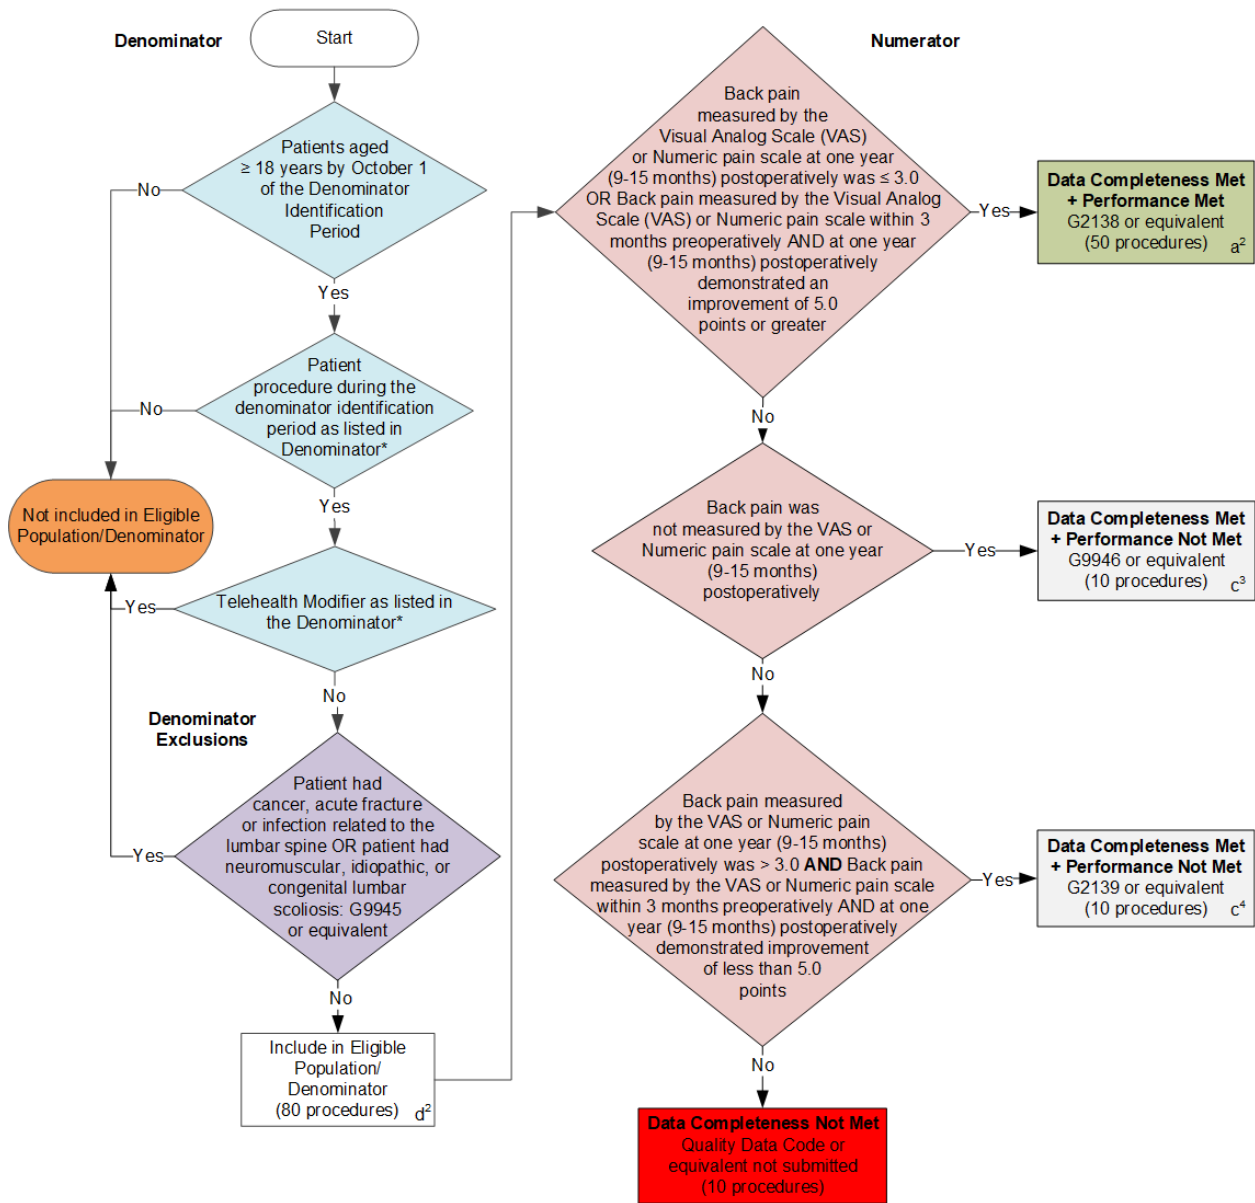 Denominator
Start
Patients aged
≥ 18 years by October 1
of the Denominator
Identification
Period
No
Yes
Patient
procedure during the
denominator identification
period as listed in
Denominator*
No
Yes
Not included in Eligible
Population/Denominator
Telehealth Modifier as listed in
the Denominator*
Yes
No
Denominator
Exclusions
Patient had
cancer, acute fracture
or infection related to the
lumbar spine OR patient had
neuromuscular, idiopathic, or
congenital lumbar
scoliosis: G9945
or equivalent
Yes
No
Include in Eligible
Population/
Denominator
(80 procedures) d²
Numerator
Back pain
measured by the
Visual Analog Scale (VAS)
or Numeric pain scale at one year
(9-15 months) postoperatively was ≤ 3.0
OR Back pain measured by the Visual Analog
Scale (VAS) or Numeric pain scale within 3
months preoperatively AND at one year
(9-15 months) postoperatively
demonstrated an
improvement of 5.0
points or greater
Yes
Data Completeness Met
+ Performance Met
G2138 or equivalent
(50 procedures) a²
No
Back pain was
not measured by the VAS or
Numeric pain scale at one year
(9-15 months)
postoperatively
Yes
Data Completeness Met
+ Performance Not Met
G9946 or equivalent
(10 procedures) c³
No
Back pain measured
by the VAS or Numeric pain
scale at one year (9-15 months)
postoperatively was > 3.0 AND Back pain
measured by the VAS or Numeric pain scale
within 3 months preoperatively AND at one
year (9-15 months) postoperatively
demonstrated improvement
of less than 5.0
points
Yes
Data Completeness Met
+ Performance Not Met
G2139 or equivalent
(10 procedures) c⁴
No
Data Completeness Not Met
Quality Data Code or
equivalent not submitted
(10 procedures)